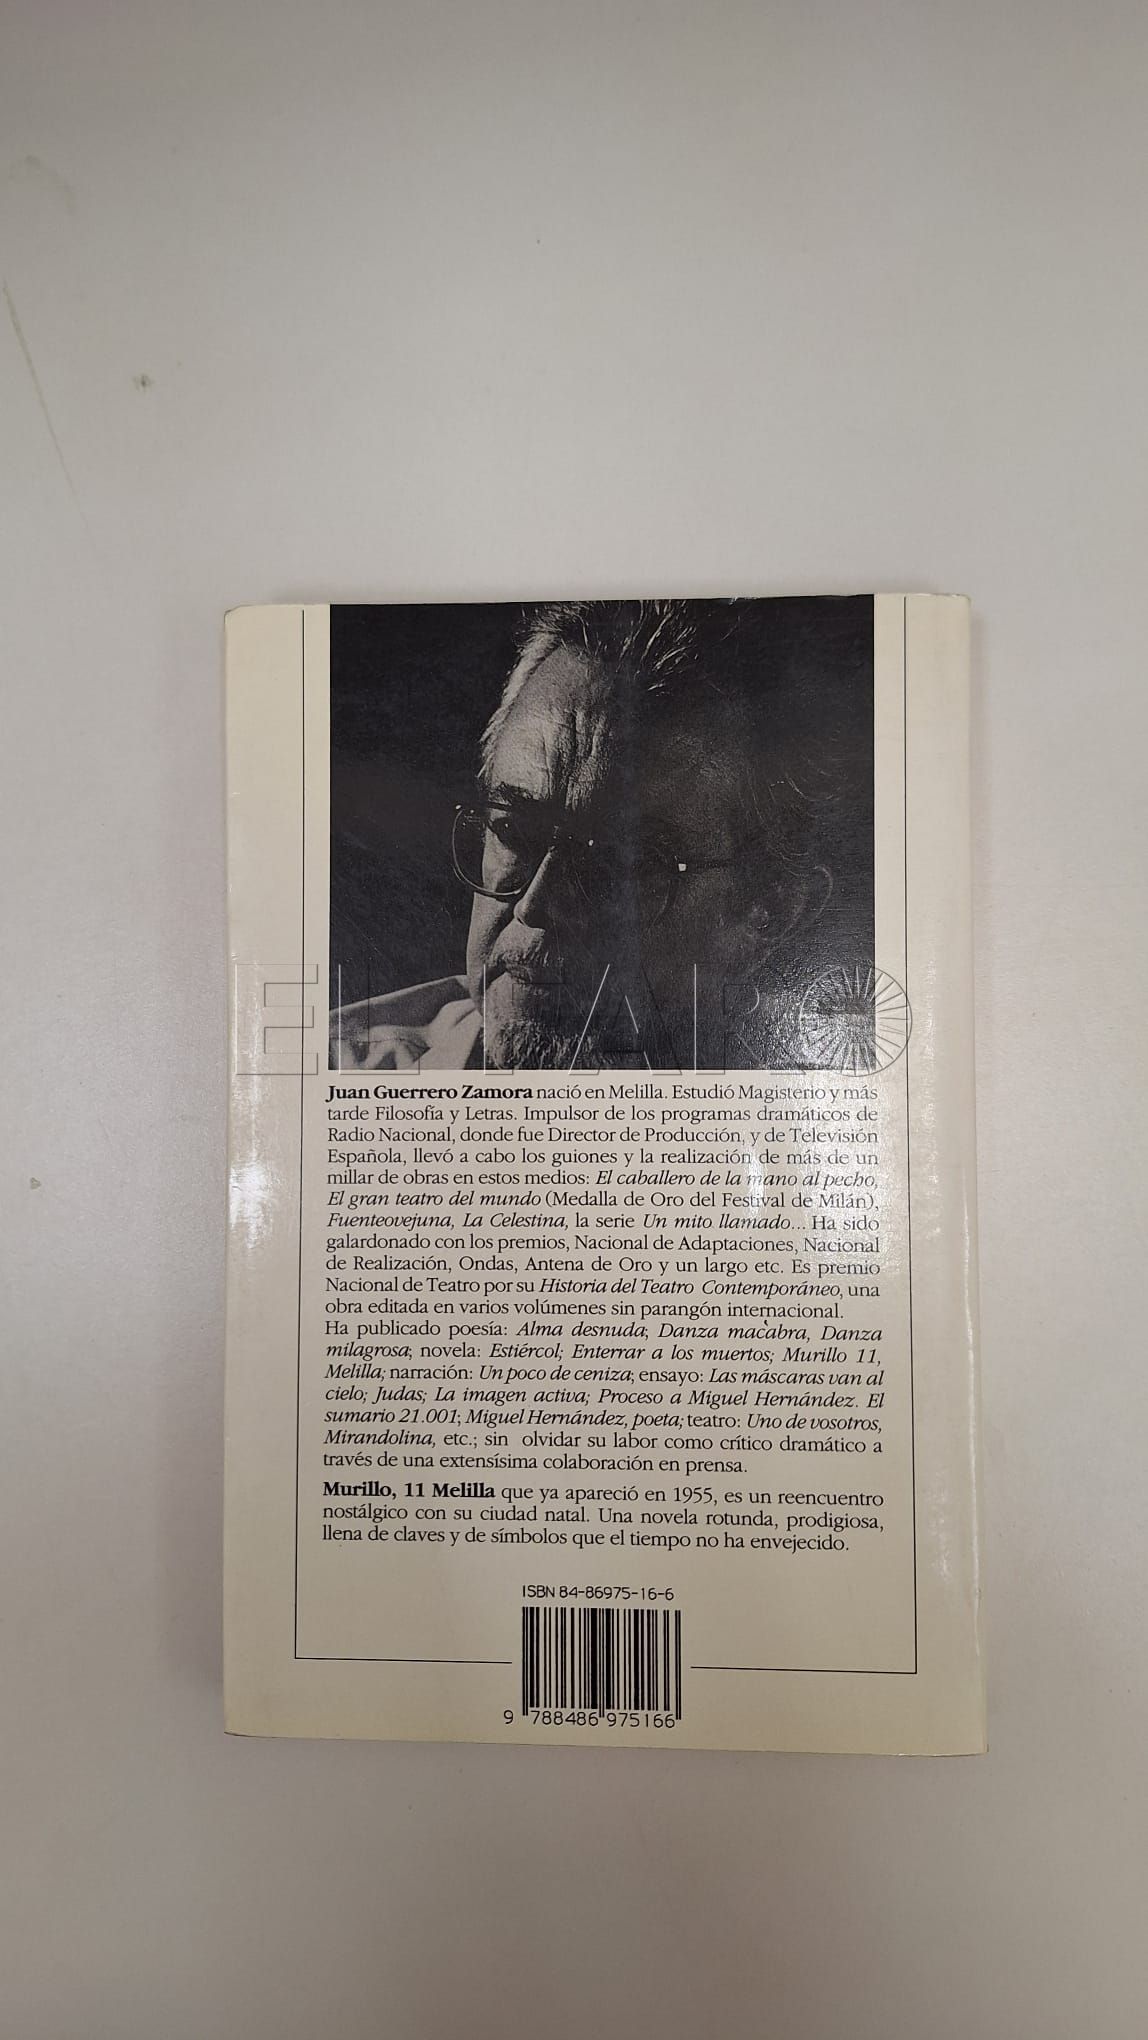 EL FARO
Juan Guerrero Zamora nació en Melilla. Estudió Magisterio y más
tarde Filosofía y Letras. Impulsor de los programas dramáticos de
Radio Nacional, donde fue Director de Producción, y de Televisión
Española, llevó a cabo los guiones y la realización de más de un
millar de obras en estos medios: El caballero de la mano al pecho,
El gran teatro del mundo (Medalla de Oro del Festival de Milán),
Fuenteovejuna, La Celestina, la serie Un mito llamado... Ha sido
galardonado con los premios, Nacional de Adaptaciones, Nacional
de Realización, Ondas, Antena de Oro y un largo etc. Es premio
Nacional de Teatro por su Historia del Teatro Contemporáneo, una
obra editada en varios volúmenes sin parangón internacional.
Ha publicado poesía: Alma desnuda; Danza macabra, Danza
milagrosa; novela: Estiércol; Enterrar a los muertos; Murillo 11,
Melilla; narración: Un poco de ceniza; ensayo: Las máscaras van al
cielo; Judas; La imagen activa; Proceso a Miguel Hernández. El
sumario 21.001; Miguel Hernández, poeta; teatro: Uno de vosotros,
Mirandolina, etc.; sin olvidar su labor como crítico dramático a
través de una extensísima colaboración en prensa.
Murillo, 11 Melilla que ya apareció en 1955, es un reencuentro
nostálgico con su ciudad natal. Una novela rotunda, prodigiosa,
llena de claves y de símbolos que el tiempo no ha envejecido.
ISBN 84-86975-16-6
9 788486 975166